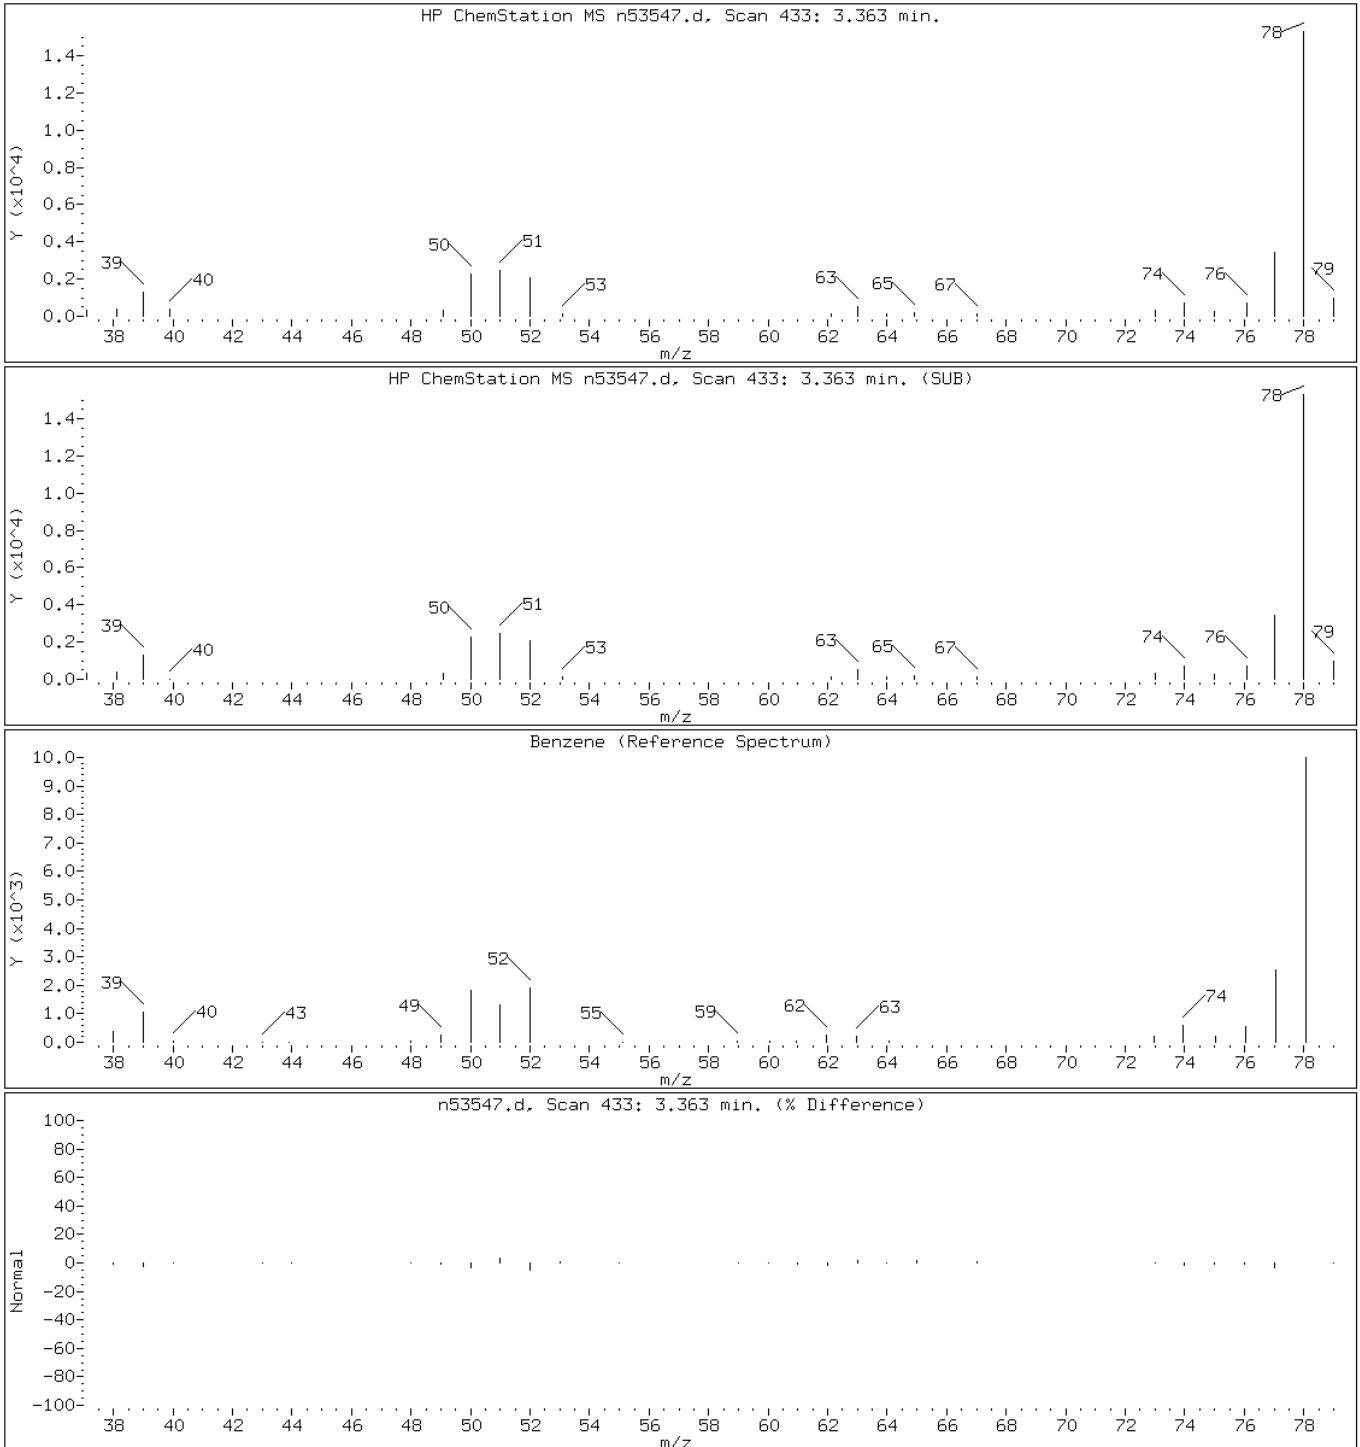 HP ChemStation MS n53547.d, Scan 433: 3.363 min.
Y (x10^4)
1.4
1.2
1.0
0.8
0.6
0.4
0.2
0.0
39 40 50 51 53 63 65 67 74 76 78 79
38 40 42 44 46 48 50 52 54 56 58 60 62 64 66 68 70 72 74 76 78
m/z
HP ChemStation MS n53547.d, Scan 433: 3.363 min. (SUB)
Y (x10^4)
1.4
1.2
1.0
0.8
0.6
0.4
0.2
0.0
39 40 50 51 53 63 65 67 74 76 78 79
38 40 42 44 46 48 50 52 54 56 58 60 62 64 66 68 70 72 74 76 78
m/z
Benzene (Reference Spectrum)
Y (x10^3)
10.0
9.0
8.0
7.0
6.0
5.0
4.0
3.0
2.0
1.0
0.0
39 40 43 49 52 55 59 62 63 74
38 40 42 44 46 48 50 52 54 56 58 60 62 64 66 68 70 72 74 76 78
m/z
n53547.d, Scan 433: 3.363 min. (% Difference)
Normal
100
80
60
40
20
0
-20
-40
-60
-80
-100
38 40 42 44 46 48 50 52 54 56 58 60 62 64 66 68 70 72 74 76 78
m/z